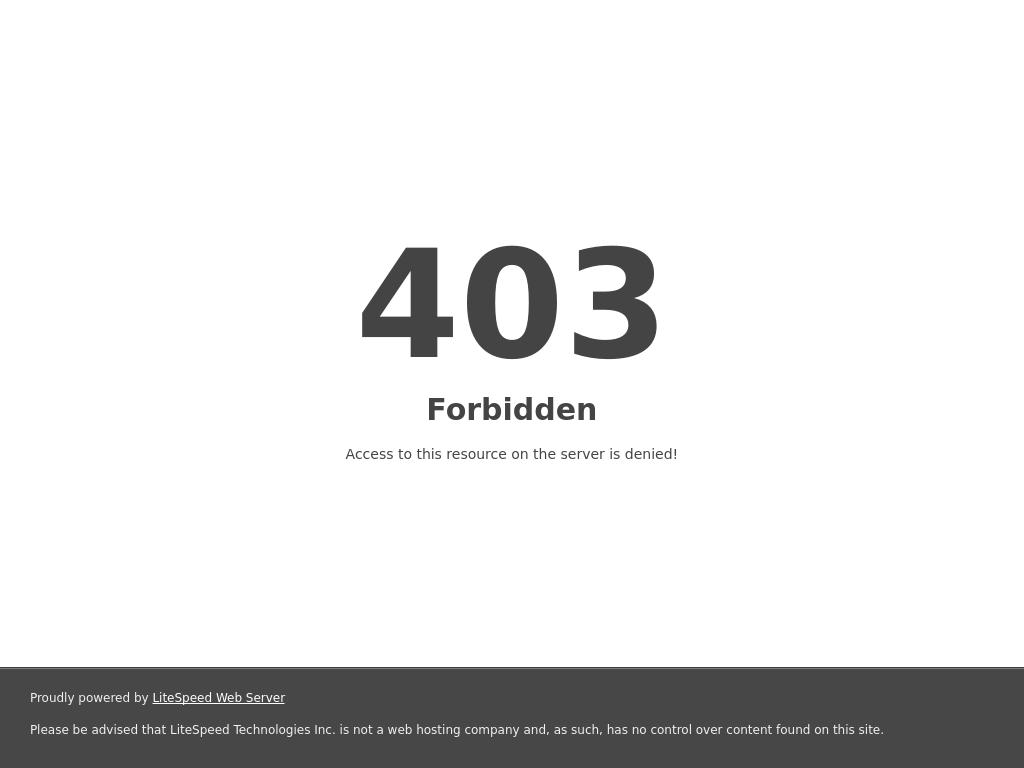 403
Forbidden
Access to this resource on the server is denied!
Proudly powered by LiteSpeed Web Server
Please be advised that LiteSpeed Technologies Inc. is not a web hosting company and, as such, has no control over content found on this site.